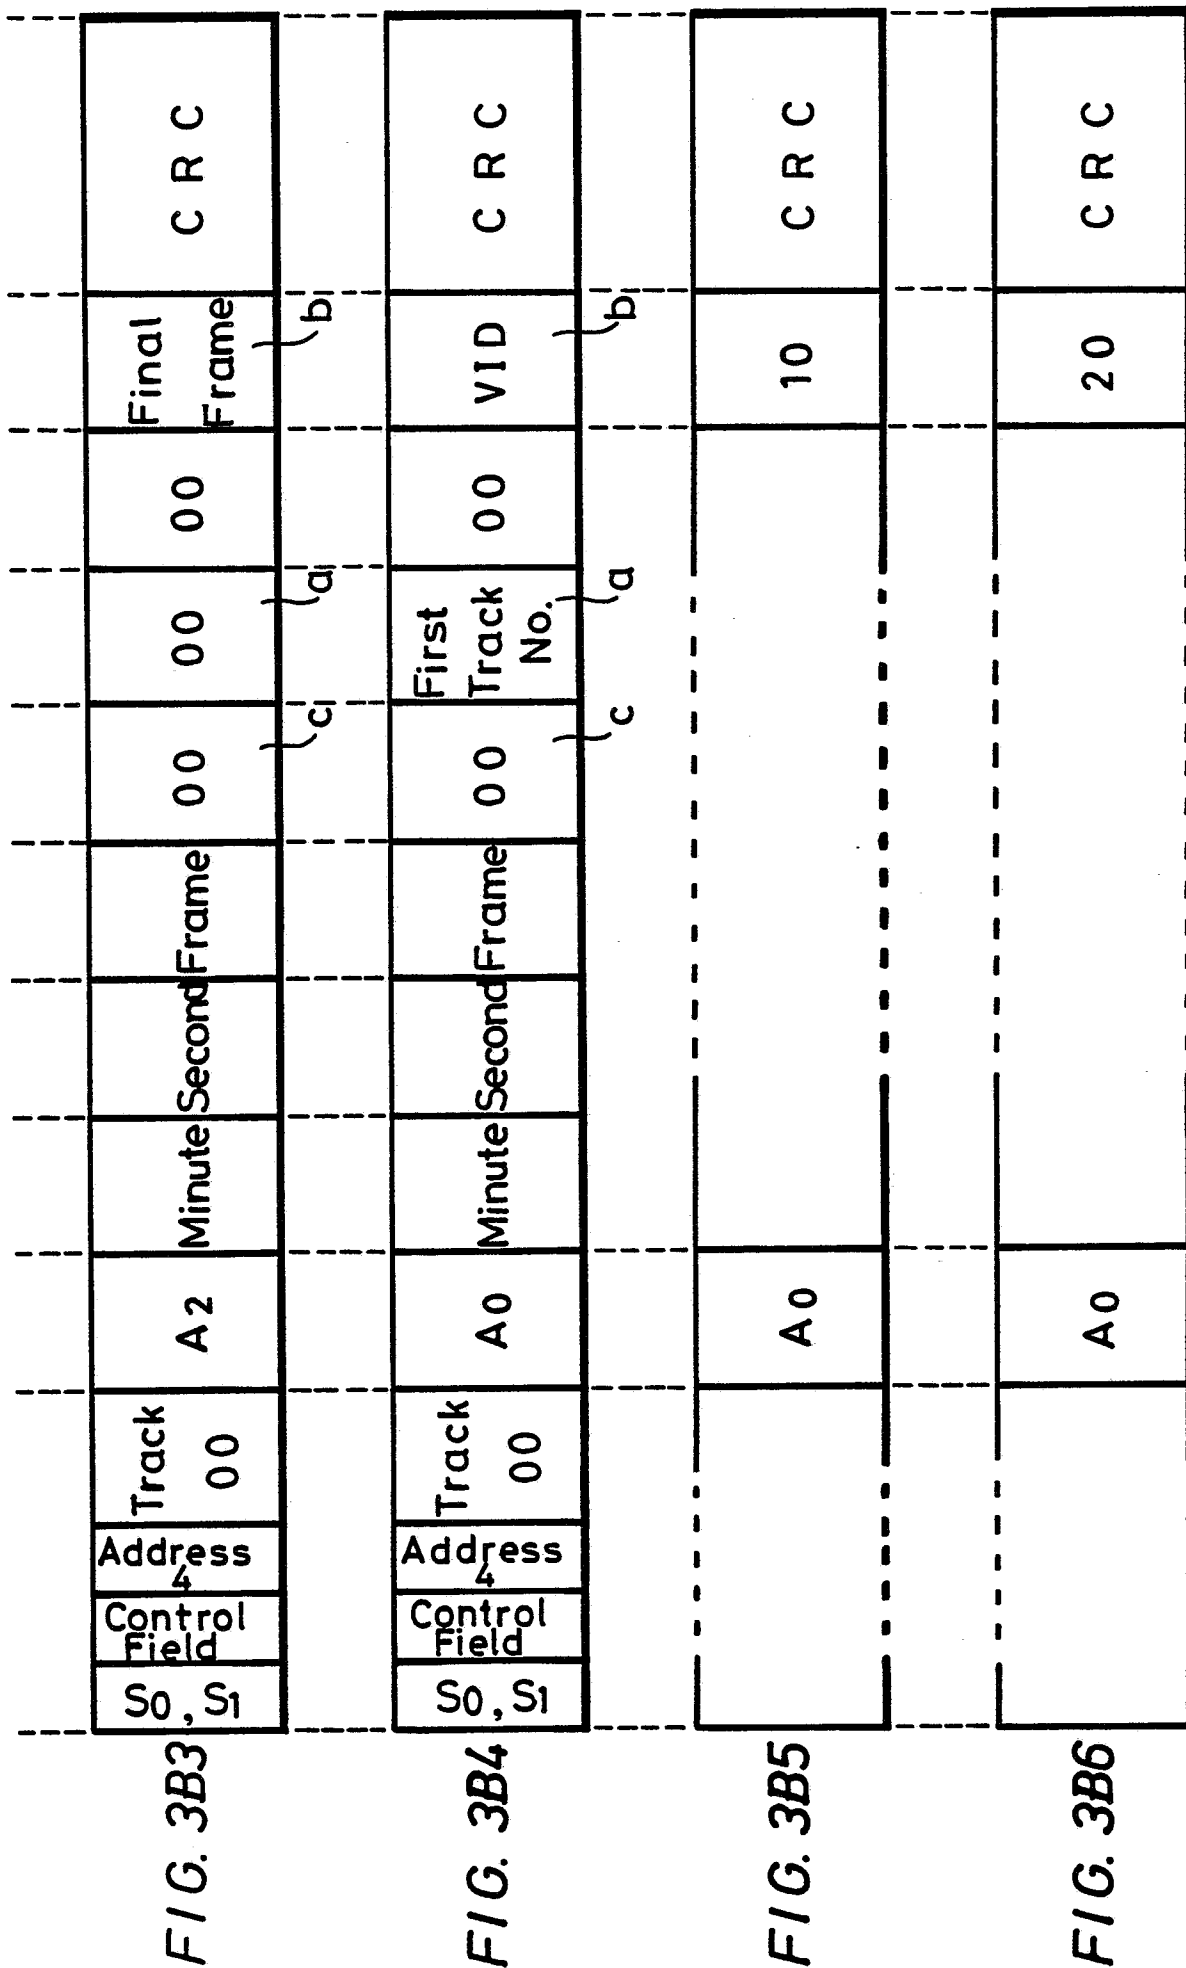 FIG. 3B3
S0, S1
Control
Field
Address
4
Track
00
A2
Minute
Second
Frame
00
c
00
a
00
Final
Frame
b
CRC
FIG. 3B4
S0, S1
Control
Field
Address
4
Track
00
A0
Minute
Second
Frame
00
c
First
Track
No.
a
00
VID
b
CRC
FIG. 3B5
A0
10
CRC
FIG. 3B6
A0
20
CRC